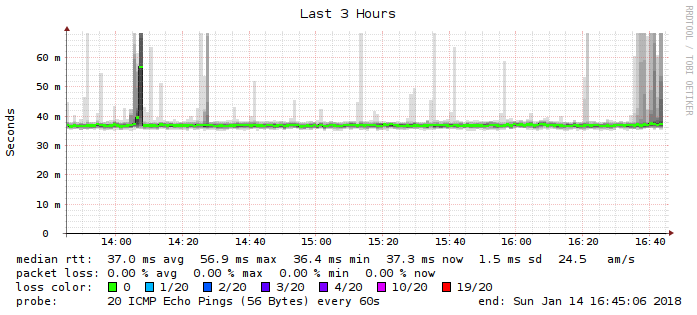 Last 3 Hours
RRDTOOL / TOBI OETIKER
Seconds
60 m
50 m
40 m
30 m
20 m
10 m
0
14:00 14:20 14:40 15:00 15:20 15:40 16:00 16:20 16:40
median rtt: 37.0 ms avg 56.9 ms max 36.4 ms min 37.3 ms now 1.5 ms sd 24.5 am/s
packet loss: 0.00 % avg 0.00 % max 0.00 % min 0.00 % now
loss color: 0 1/20 2/20 3/20 4/20 10/20 19/20
probe: 20 ICMP Echo Pings (56 Bytes) every 60s end: Sun Jan 14 16:45:06 2018